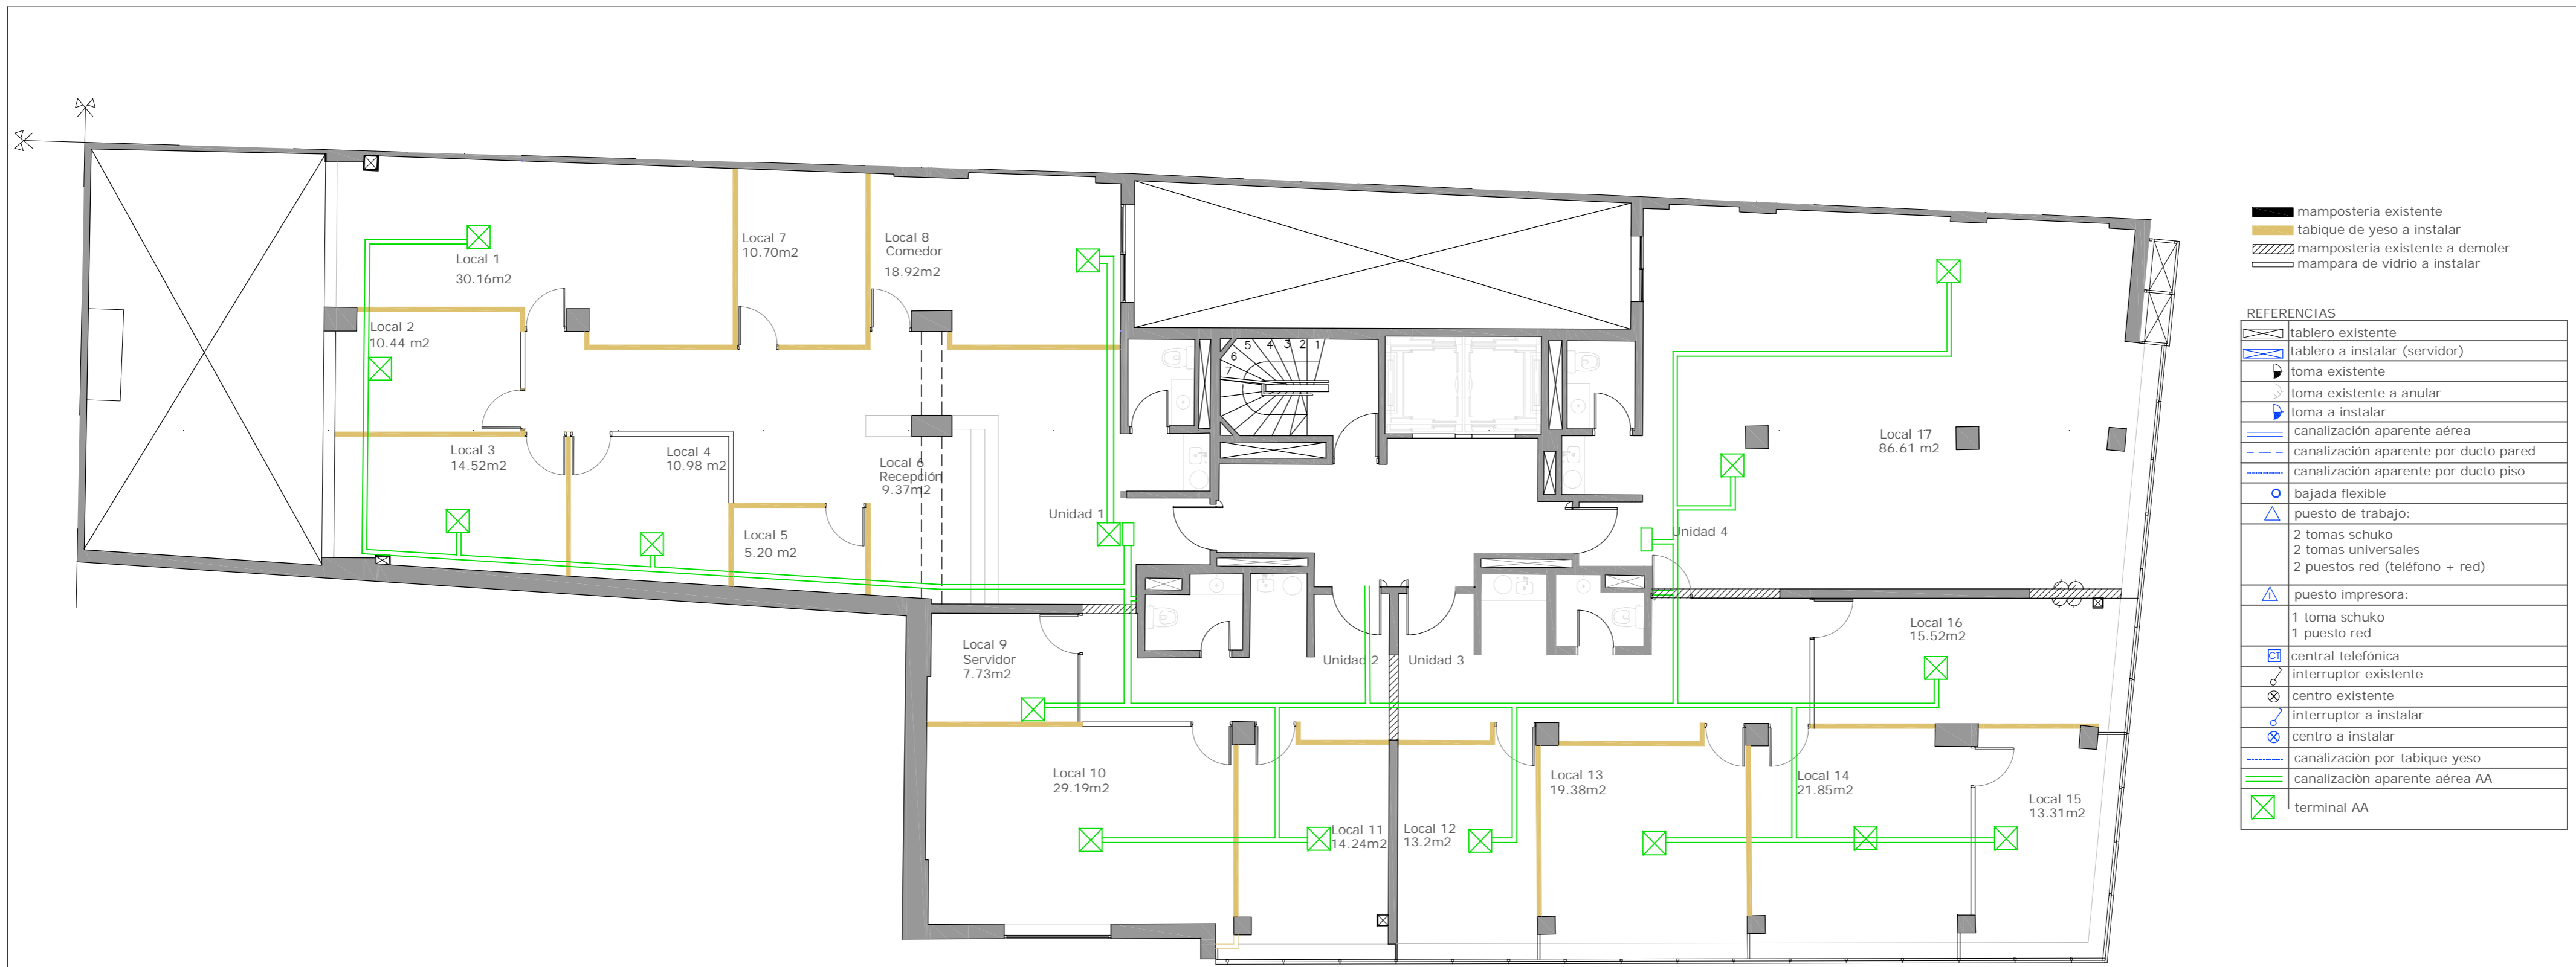 Local 1
30.16m2
Local 2
10.44 m2
Local 3
14.52m2
Local 4
10.98 m2
Local 5
5.20 m2
Local 6
Recepción
9.37m2
Local 7
10.70m2
Local 8
Comedor
18.92m2
Unidad 1
1
2
3
4
5
6
7
Local 17
86.61 m2
Unidad 4
Local 9
Servidor
7.73m2
Unidad 2
Unidad 3
Local 16
15.52m2
Local 10
29.19m2
Local 11
14.24m2
Local 12
13.2m2
Local 13
19.38m2
Local 14
21.85m2
Local 15
13.31m2
mamposteria existente
tabique de yeso a instalar
mamposteria existente a demoler
mampara de vidrio a instalar
REFERENCIAS
tablero existente
tablero a instalar (servidor)
toma existente
toma existente a anular
toma a instalar
canalización aparente aérea
canalización aparente por ducto pared
canalización aparente por ducto piso
bajada flexible
puesto de trabajo:
2 tomas schuko
2 tomas universales
2 puestos red (teléfono + red)
I puesto impresora:
1 toma schuko
1 puesto red
CT central telefónica
interruptor existente
centro existente
interruptor a instalar
centro a instalar
canalizaciòn por tabique yeso
canalizaciòn aparente aérea AA
terminal AA